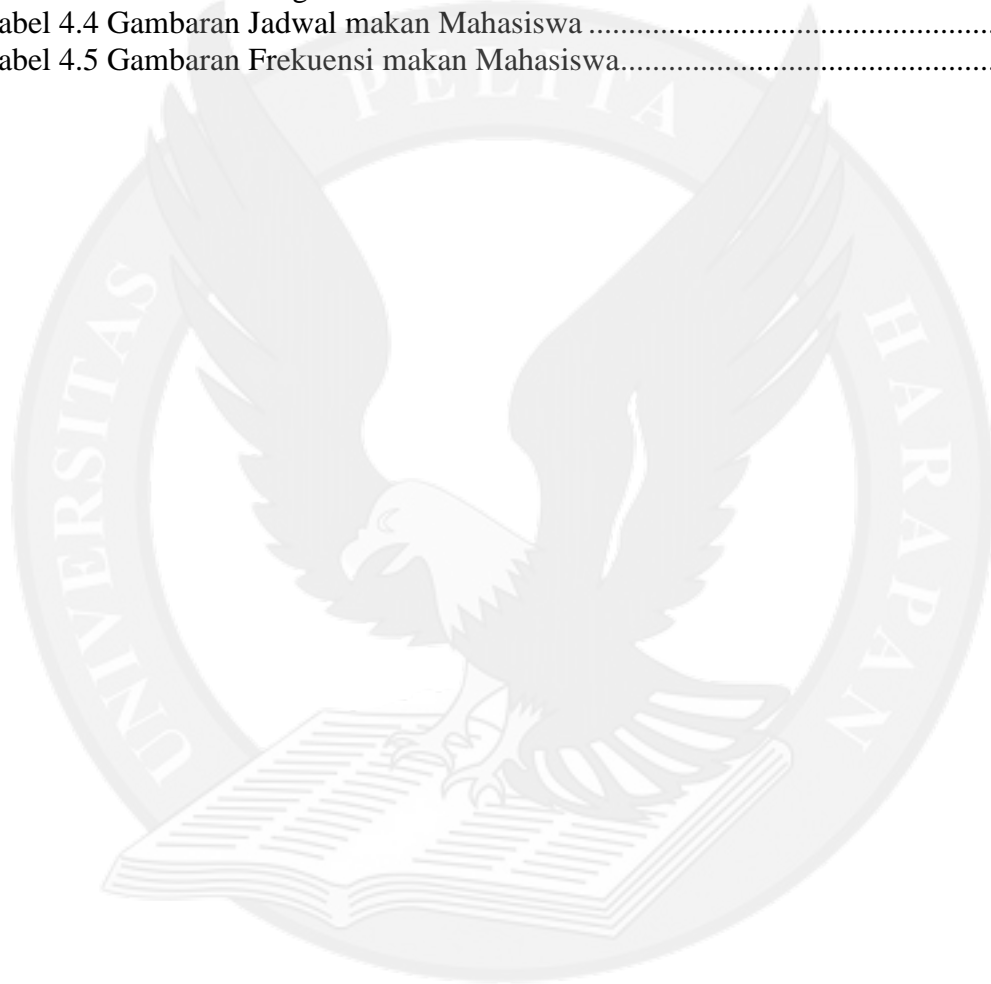 abel 4.4 Gambaran Jadwal makan Mahasiswa ..................................................
abel 4.5 Gambaran Frekuensi makan Mahasiswa..............................................
UNIVERSITAS PELITA HARAPAN